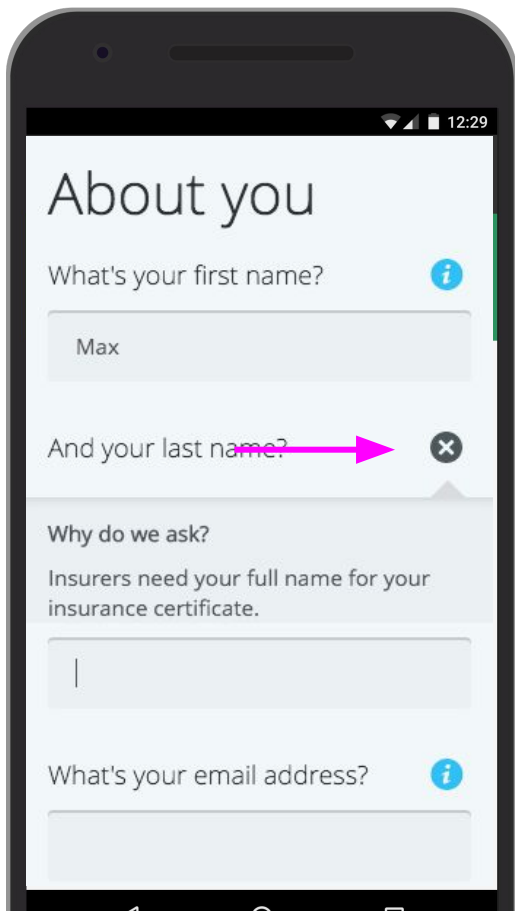 12:29
About you
What's your first name?
i
Max
And your last name?
Why do we ask?
Insurers need your full name for your
insurance certificate.
What's your email address?
i